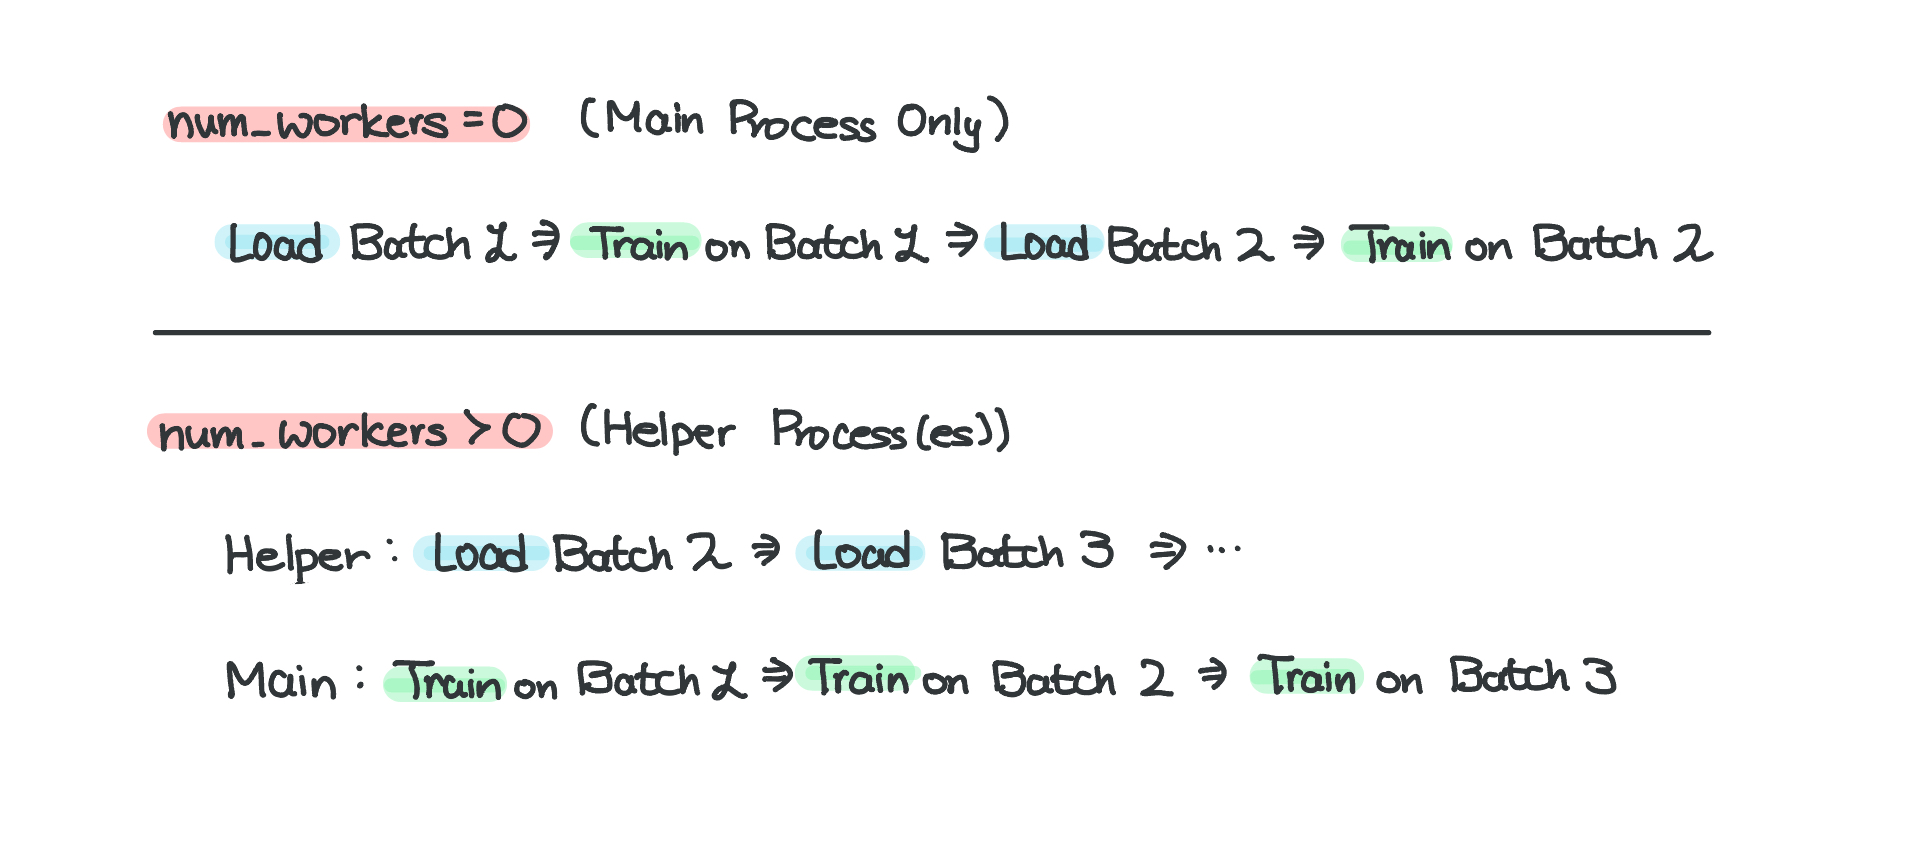 num_workers = 0 (Main Process Only)
Load Batch 1 ⇒ Train on Batch 1 ⇒ Load Batch 2 ⇒ Train on Batch 2
num_workers > 0 (Helper Process(es))
Helper : Load Batch 2 ⇒ Load Batch 3 ⇒ ...
Main : Train on Batch 1 ⇒ Train on Batch 2 ⇒ Train on Batch 3